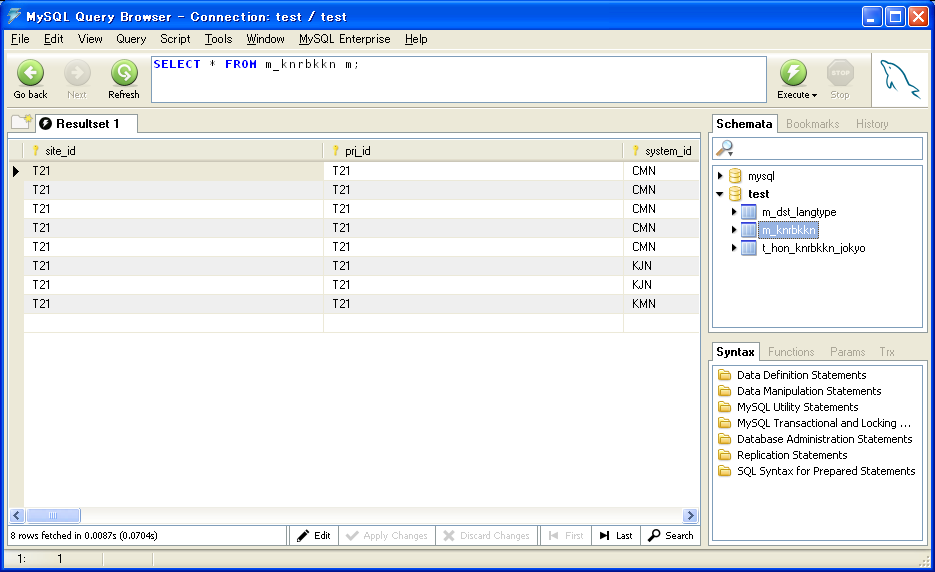 MySQL Query Browser - Connection: test / test
File Edit View Query Script Tools Window MySQL Enterprise Help
SELECT * FROM m_knrbkkn m;
Go back Next Refresh Execute STOP Stop
Resultset 1
site_id prj_id system_id
T21 T21 CMN
T21 T21 CMN
T21 T21 CMN
T21 T21 CMN
T21 T21 CMN
T21 T21 KJN
T21 T21 KJN
T21 T21 KMN
8 rows fetched in 0.0087s (0.0704s)
Edit Apply Changes Discard Changes First Last Search
1: 1
Schemata Bookmarks History
mysql
test
m_dst_langtype
m_knrbkkn
t_hon_knrbkkn_jokyo
Syntax Functions Params Trx
Data Definition Statements
Data Manipulation Statements
MySQL Utility Statements
MySQL Transactional and Locking ...
Database Administration Statements
Replication Statements
SQL Syntax for Prepared Statements